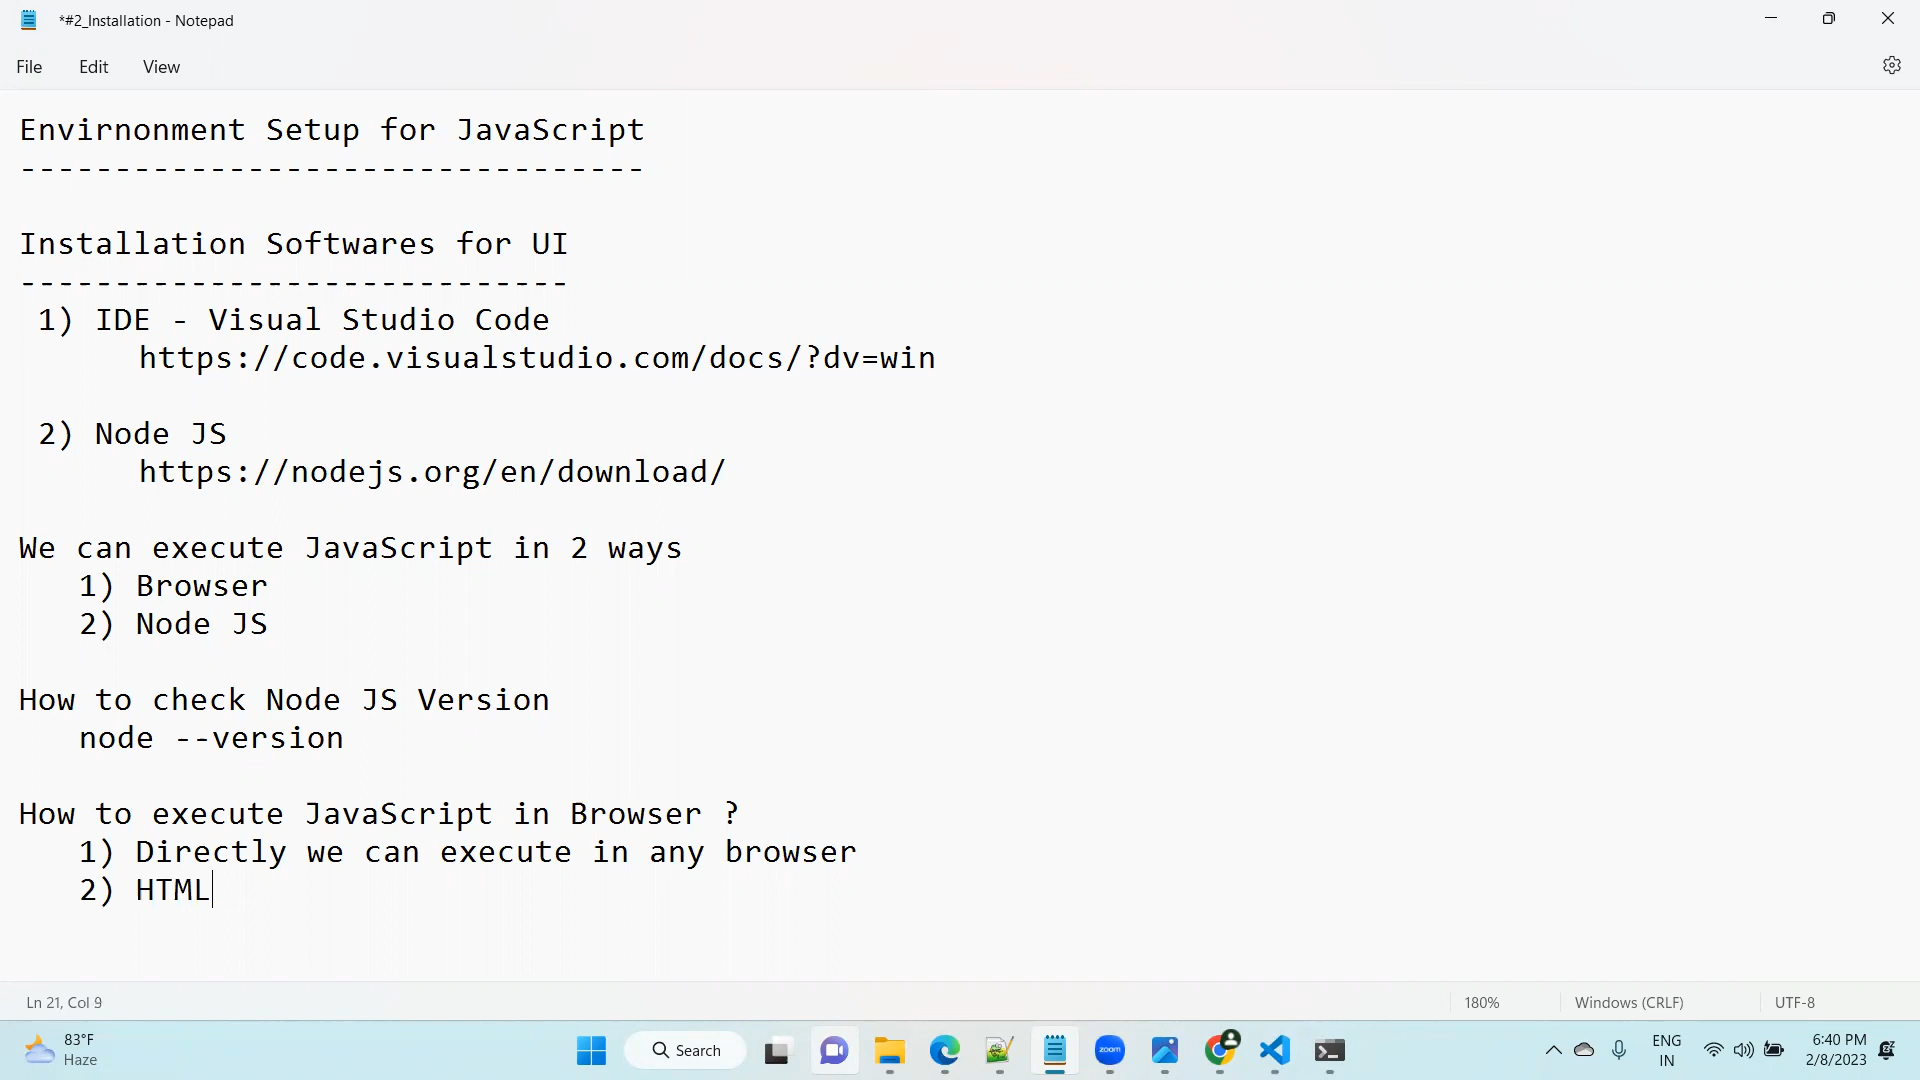 *#2_Installation - Notepad
File Edit View
Envirnonment Setup for JavaScript
---------------------------------
Installation Softwares for UI
-----------------------------
1) IDE - Visual Studio Code
https://code.visualstudio.com/docs/?dv=win
2) Node JS
https://nodejs.org/en/download/
We can execute JavaScript in 2 ways
1) Browser
2) Node JS
How to check Node JS Version
node --version
How to execute JavaScript in Browser ?
1) Directly we can execute in any browser
2) HTML
Ln 21, Col 9 180% Windows (CRLF) UTF-8
83°F
Haze
Search
zoom
ENG
IN
6:40 PM
2/8/2023